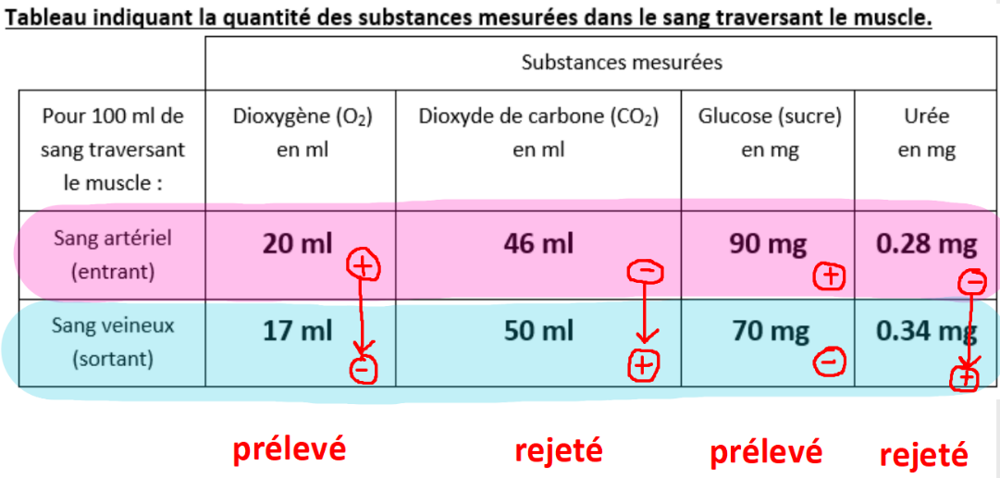 Tableau indiquant la quantité des substances mesurées dans le sang traversant le muscle.
Substances mesurées
Pour 100 ml de
sang traversant
le muscle :
Dioxygène (O₂)
en ml
Dioxyde de carbone (CO₂)
en ml
Glucose (sucre)
en mg
Urée
en mg
Sang artériel
(entrant)
20 ml
+
46 ml
-
90 mg
+
0.28 mg
-
Sang veineux
(sortant)
17 ml
-
50 ml
+
70 mg
-
0.34 mg
+
prélevé
rejeté
prélevé
rejeté